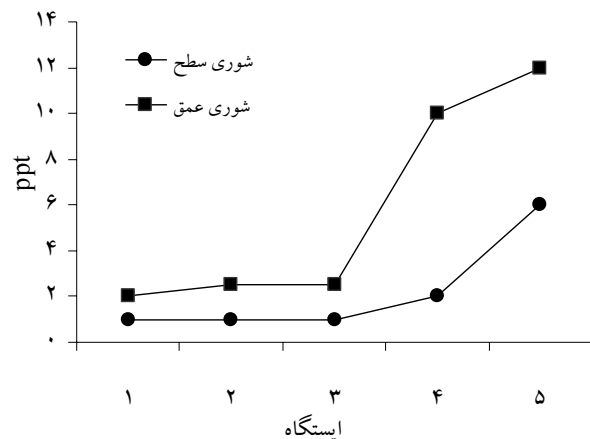 ۱۴
۱۲
۱۰
۸
۶
۴
۲
۰
ppt
شوری سطح
شوری عمق
۱ ۲ ۳ ۴ ۵
ایستگاه